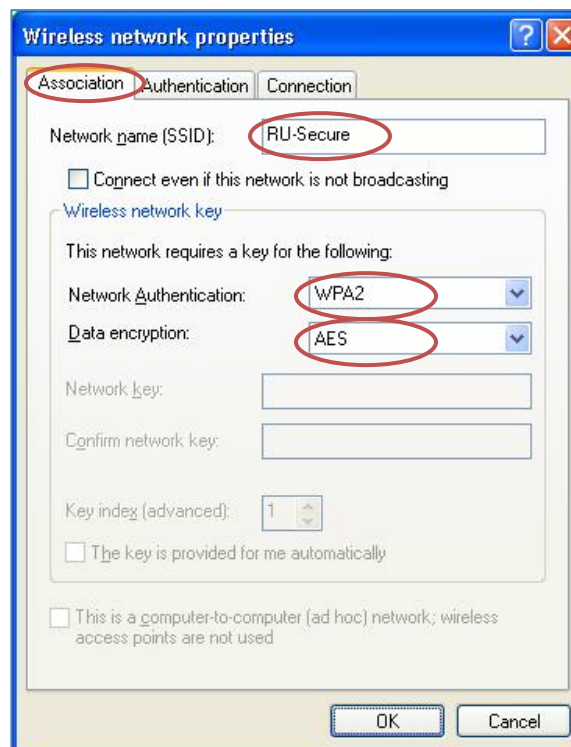 Wireless network properties
Association Authentication Connection
Network name (SSID): RU-Secure
Connect even if this network is not broadcasting
Wireless network key
This network requires a key for the following:
Network Authentication: WPA2
Data encryption: AES
Network key:
Confirm network key:
Key index (advanced): 1
The key is provided for me automatically
This is a computer-to-computer (ad hoc) network; wireless
access points are not used
OK Cancel